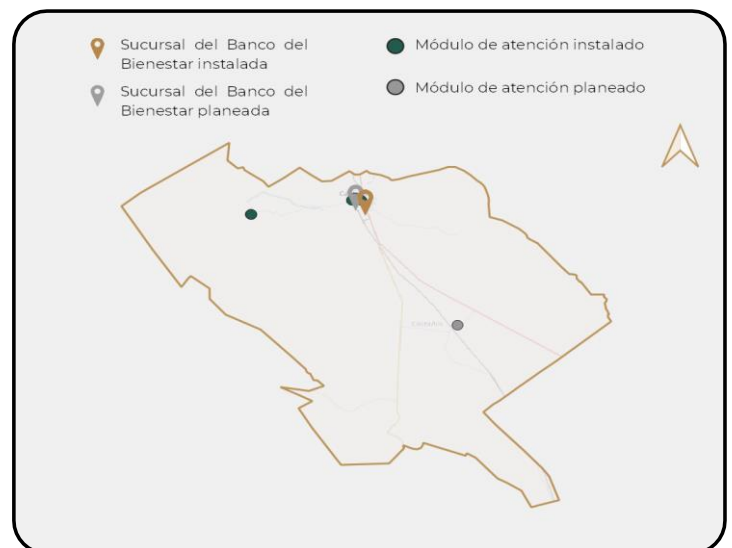 Sucursal del Banco del
Bienestar instalada
Sucursal del Banco del
Bienestar planeada
Módulo de atención instalado
Módulo de atención planeado